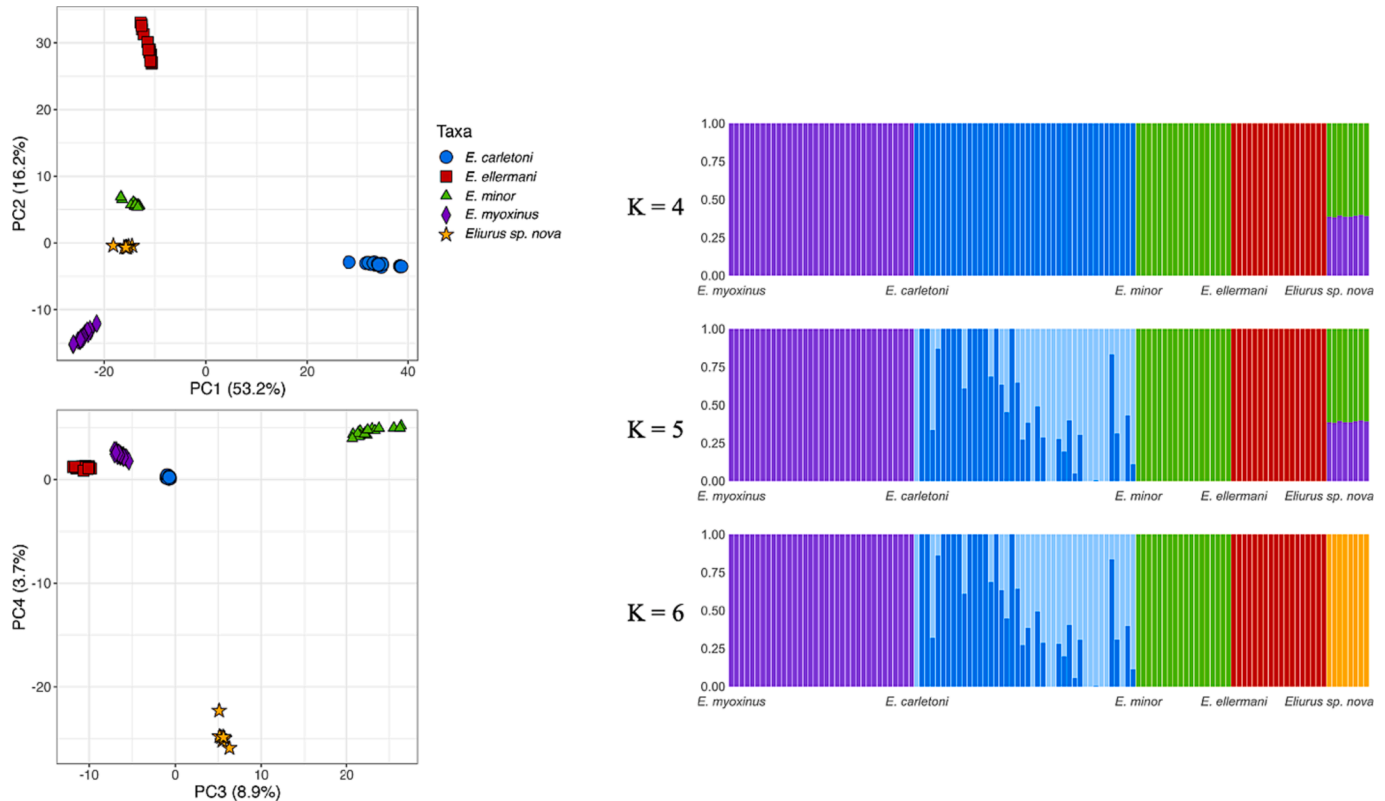 30
20
10
0
-10
PC2 (16.2%)
-20
0
20
40
PC1 (53.2%)
Taxa
E. carletoni
E. ellermani
E. minor
E. myoxinus
Eliurus sp. nova
0
-10
-20
PC4 (3.7%)
-10
0
10
20
PC3 (8.9%)
K = 4
1.00
0.75
0.50
0.25
0.00
E. myoxinus E. carletoni E. minor E. ellermani Eliurus sp. nova
K = 5
1.00
0.75
0.50
0.25
0.00
E. myoxinus E. carletoni E. minor E. ellermani Eliurus sp. nova
K = 6
1.00
0.75
0.50
0.25
0.00
E. myoxinus E. carletoni E. minor E. ellermani Eliurus sp. nova